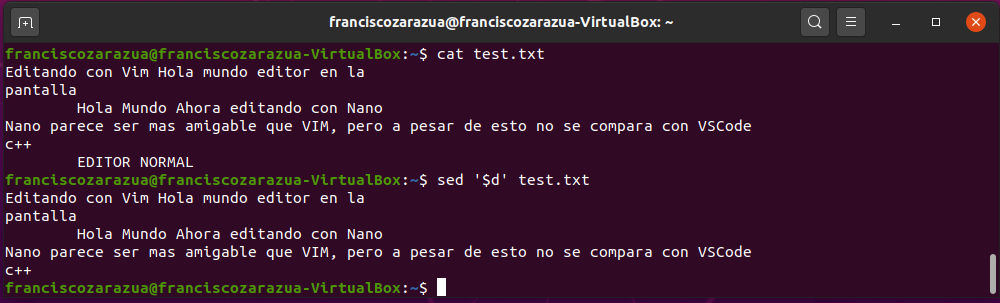 franciscozarazua@franciscozarazua-VirtualBox: ~
franciscozarazua@franciscozarazua-VirtualBox:~$ cat test.txt
Editando con Vim Hola mundo editor en la
pantalla
        Hola Mundo Ahora editando con Nano
Nano parece ser mas amigable que VIM, pero a pesar de esto no se compara con VSCode
c++
        EDITOR NORMAL
franciscozarazua@franciscozarazua-VirtualBox:~$ sed '$d' test.txt
Editando con Vim Hola mundo editor en la
pantalla
        Hola Mundo Ahora editando con Nano
Nano parece ser mas amigable que VIM, pero a pesar de esto no se compara con VSCode
c++
franciscozarazua@franciscozarazua-VirtualBox:~$